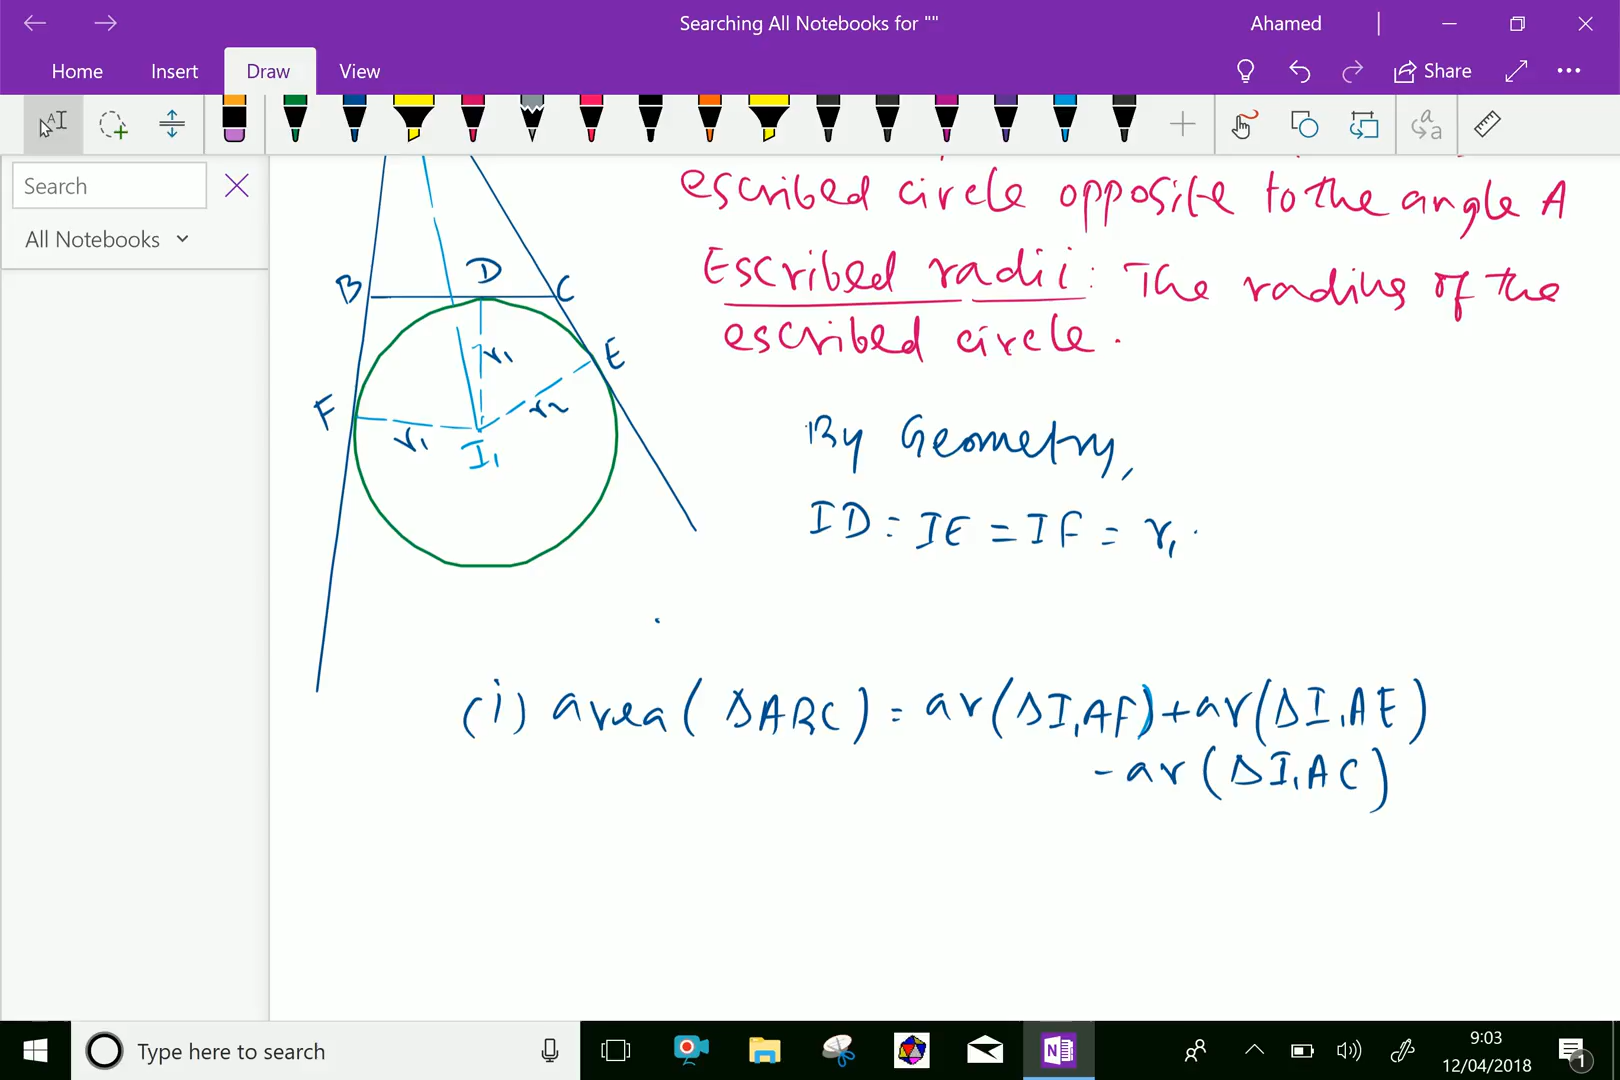 Searching All Notebooks for ""
Ahamed
Home
Insert
Draw
View
Share
Search
All Notebooks
escribed circle opposite to the angle A
Escribed radii: The radius of the
escribed circle.
B
D
C
r₁
E
F
r₂
r₁
I₁
By Geometry,
ID = IE = IF = r₁.
(i) area(ΔABC) = ar(ΔI₁AF) + ar(ΔI₁AE)
- ar(ΔI₁AC)
Type here to search
9:03
12/04/2018
1